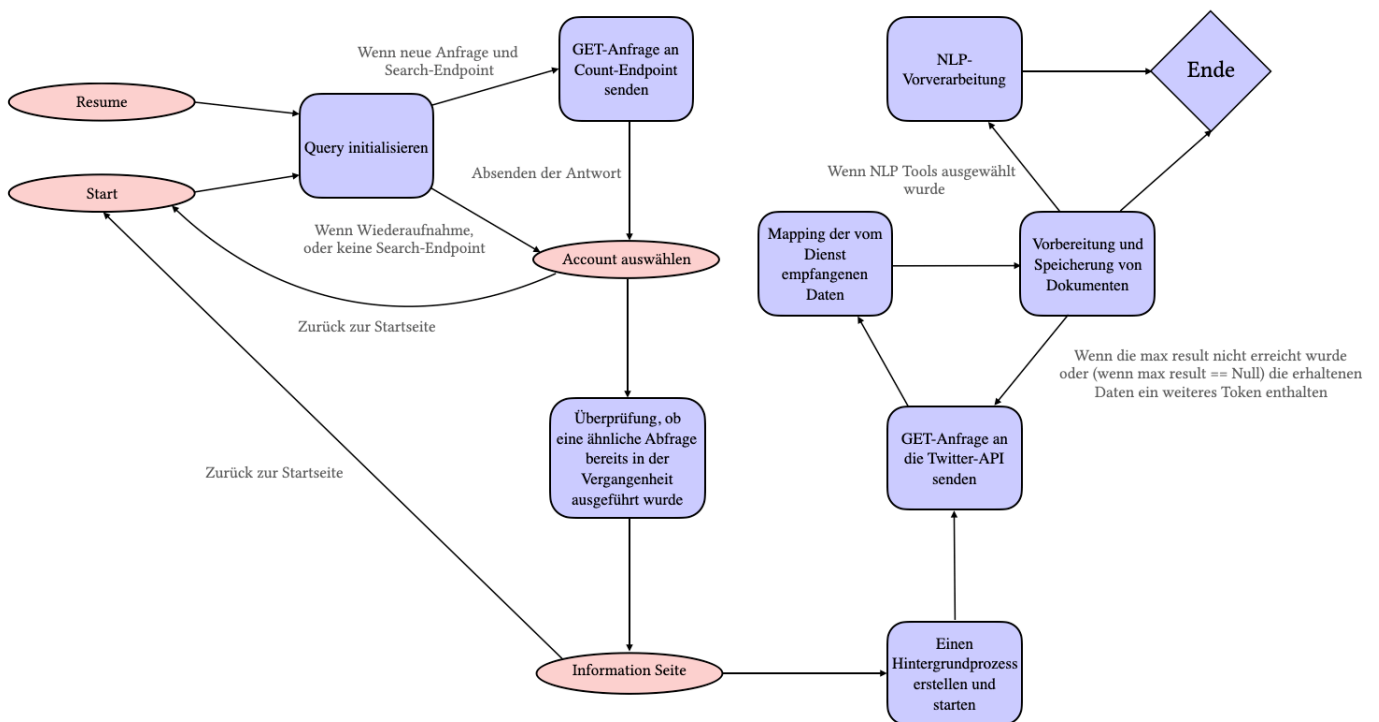 Resume
Start
Query initialisieren
Wenn neue Anfrage und
Search-Endpoint
GET-Anfrage an
Count-Endpoint
senden
Absenden der Antwort
Wenn Wiederaufnahme,
oder keine Search-Endpoint
Account auswählen
Zurück zur Startseite
Überprüfung, ob
eine ähnliche Abfrage
bereits in der
Vergangenheit
ausgeführt wurde
Zurück zur Startseite
Information Seite
Einen
Hintergrundprozess
erstellen und
starten
GET-Anfrage an
die Twitter-API
senden
Mapping der vom
Dienst
empfangenen
Daten
Vorbereitung und
Speicherung von
Dokumenten
Wenn die max result nicht erreicht wurde
oder (wenn max result == Null) die erhaltenen
Daten ein weiteres Token enthalten
Wenn NLP Tools ausgewählt
wurde
NLP-
Vorverarbeitung
Ende